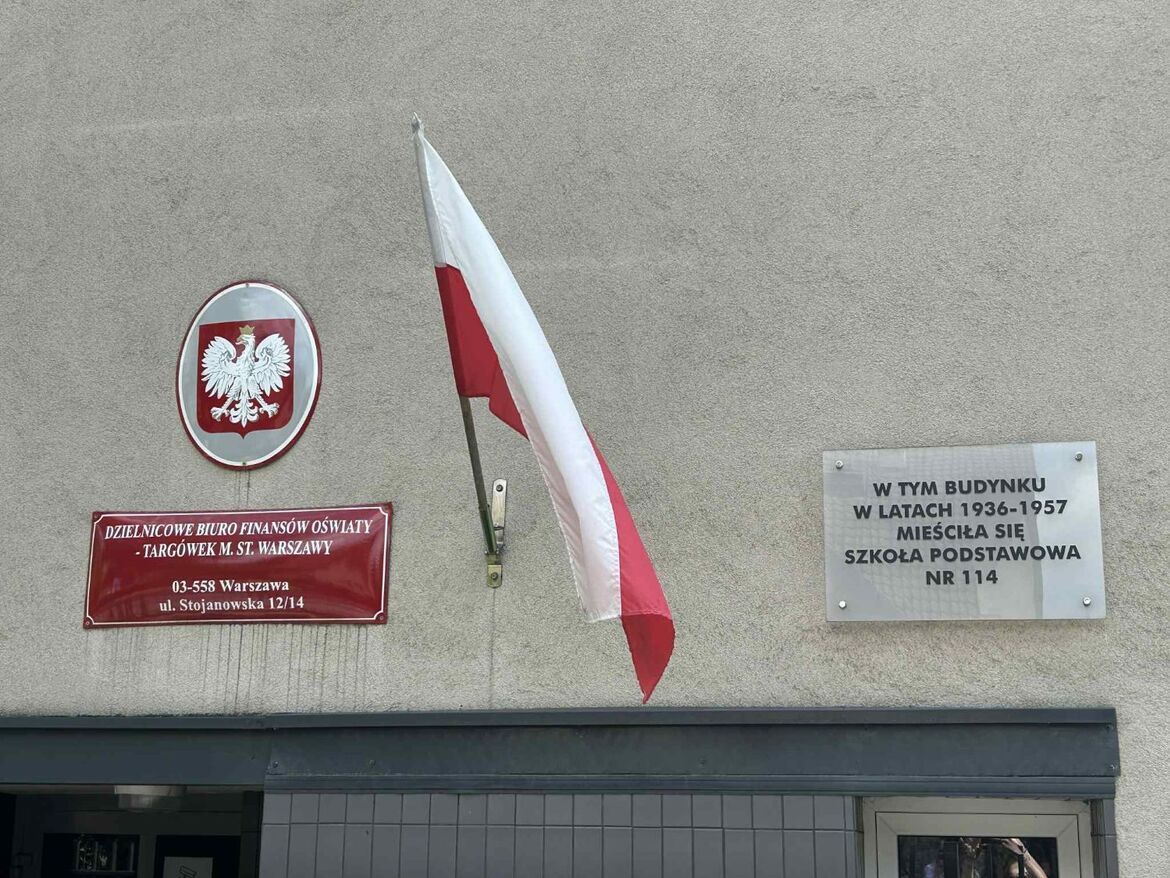 DZIELNICOWE BIURO FINANSÓW OŚWIATY
- TARGÓWEK M. ST. WARSZAWY
03-558 Warszawa
ul. Stojanowska 12/14
W TYM BUDYNKU
W LATACH 1936-1957
MIEŚCIŁA SIĘ
SZKOŁA PODSTAWOWA
NR 114